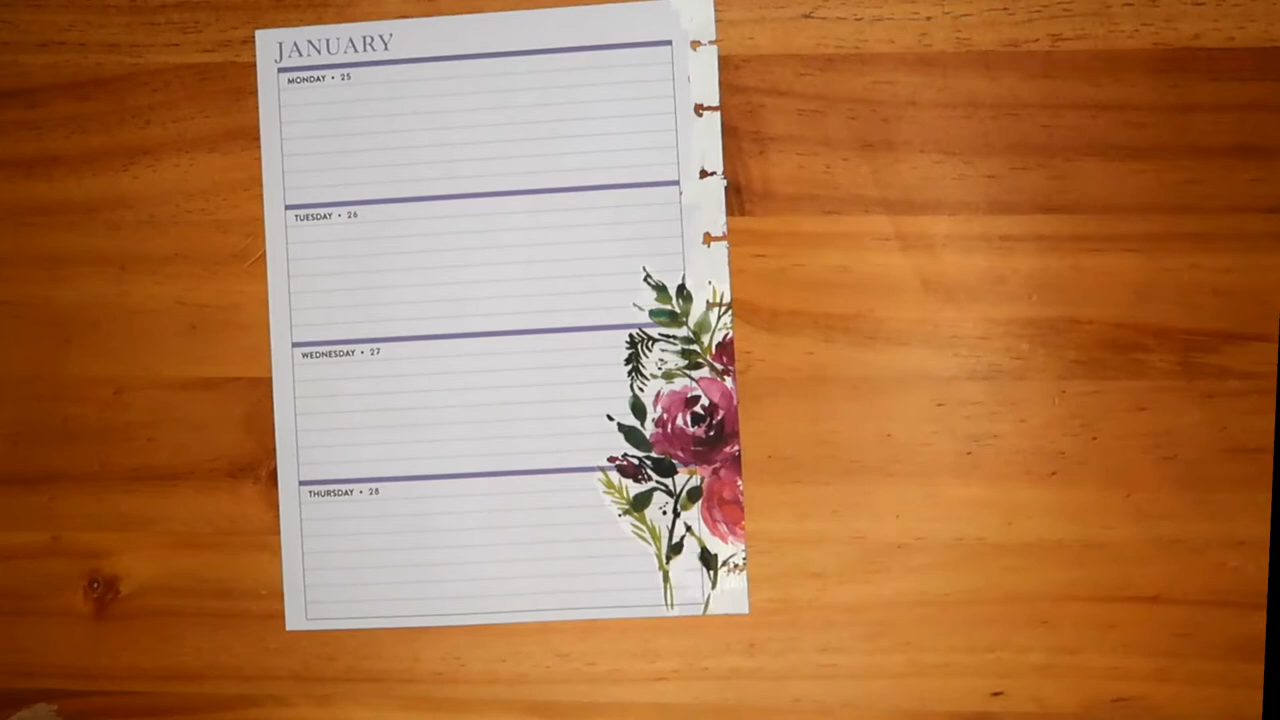 JANUARY
MONDAY • 25
TUESDAY • 26
WEDNESDAY • 27
THURSDAY • 28